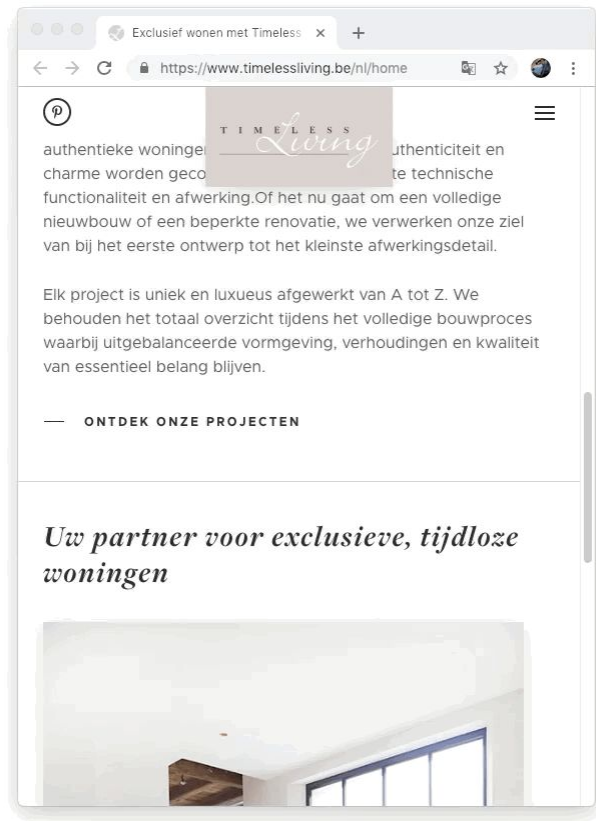 Exclusief wonen met Timeless
https://www.timelessliving.be/nl/home
TIMELESS
Living
authentieke woningen uthenticiteit en
charme worden te technische
functionaliteit en afwerking.Of het nu gaat om een volledige
nieuwbouw of een beperkte renovatie, we verwerken onze ziel
van bij het eerste ontwerp tot het kleinste afwerkingsdetail.
Elk project is uniek en luxueus afgewerkt van A tot Z. We
behouden het totaal overzicht tijdens het volledige bouwproces
waarbij uitgebalanceerde vormgeving, verhoudingen en kwaliteit
van essentieel belang blijven.
ONTDEK ONZE PROJECTEN
Uw partner voor exclusieve, tijdloze
woningen